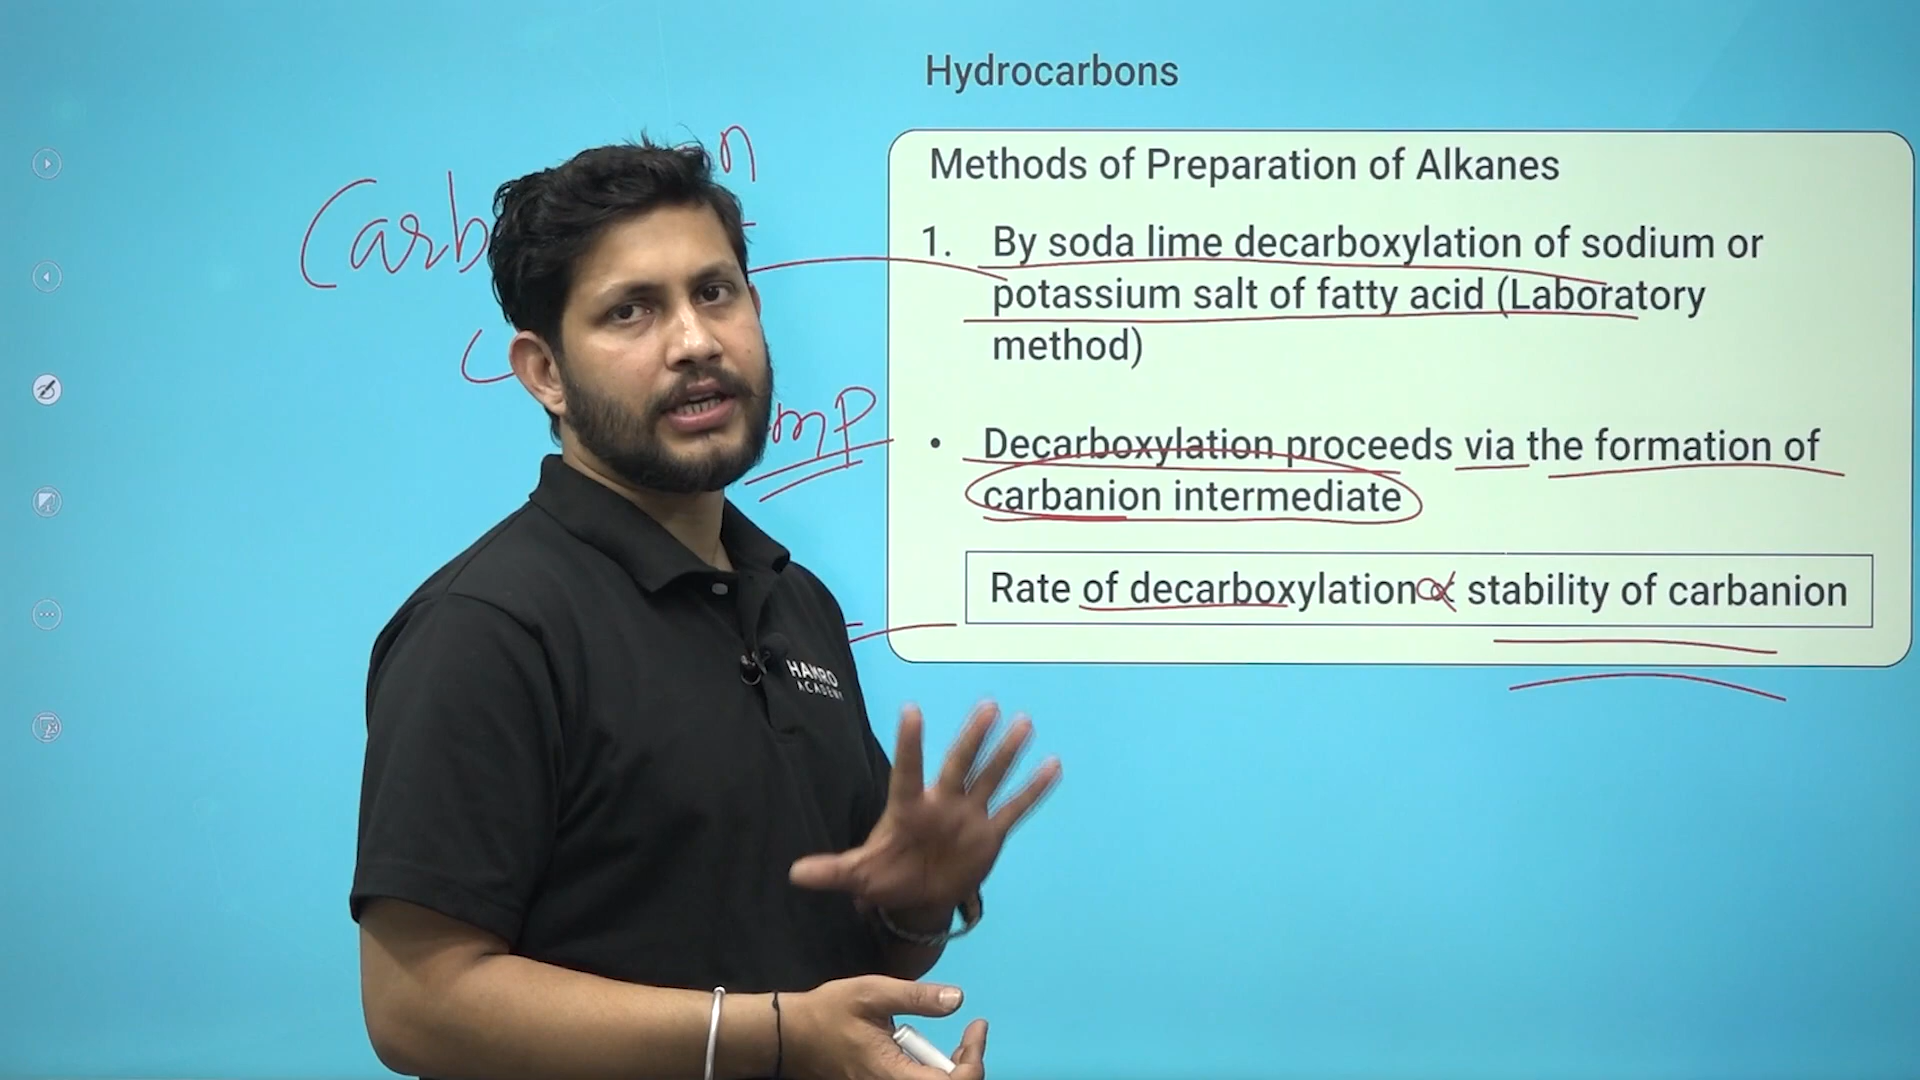 Hydrocarbons
Methods of Preparation of Alkanes
1. By soda lime decarboxylation of sodium or
potassium salt of fatty acid (Laboratory
method)
• Decarboxylation proceeds via the formation of
carbanion intermediate
Rate of decarboxylation ∝ stability of carbanion
ACADEMY